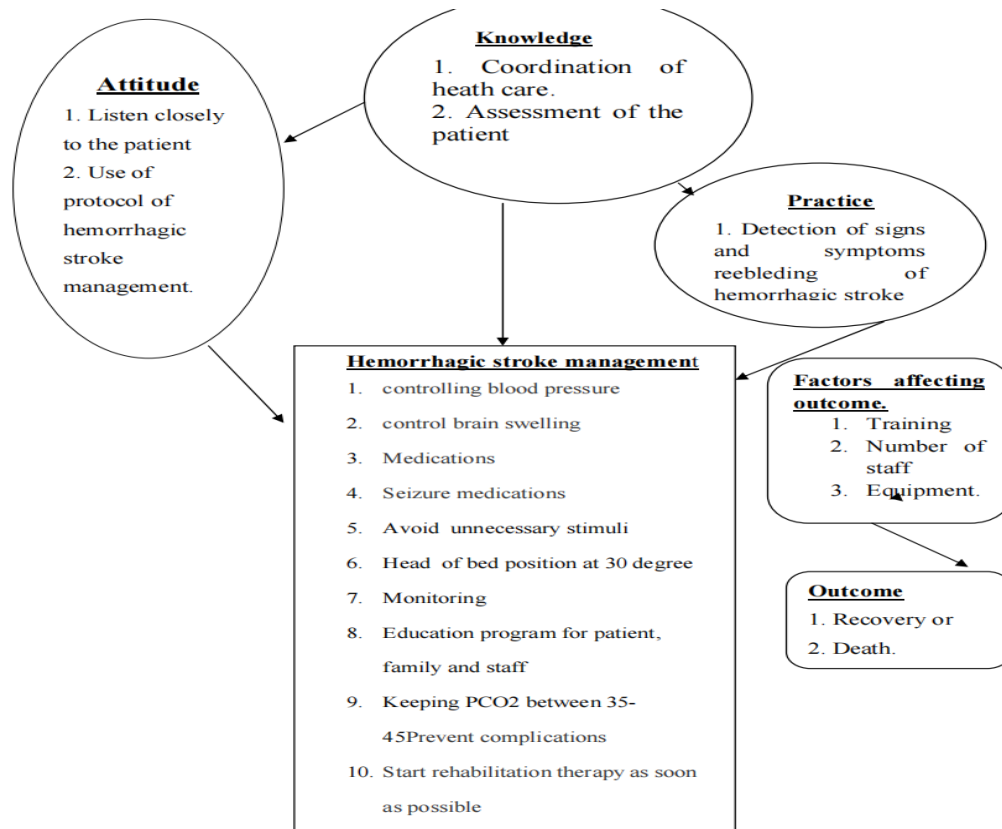 Knowledge
1. Coordination of
heath care.
2. Assessment of the
patient
Attitude
1. Listen closely
to the patient
2. Use of
protocol of
hemorrhagic
stroke
management.
Practice
1. Detection of signs
and symptoms
reebleding of
hemorrhagic stroke
Hemorrhagic stroke management
1. controlling blood pressure
2. control brain swelling
3. Medications
4. Seizure medications
5. Avoid unnecessary stimuli
6. Head of bed position at 30 degree
7. Monitoring
8. Education program for patient,
family and staff
9. Keeping PCO2 between 35-
45Prevent complications
10. Start rehabilitation therapy as soon
as possible
Factors affecting
outcome.
1. Training
2. Number of
staff
3. Equipment.
Outcome
1. Recovery or
2. Death.